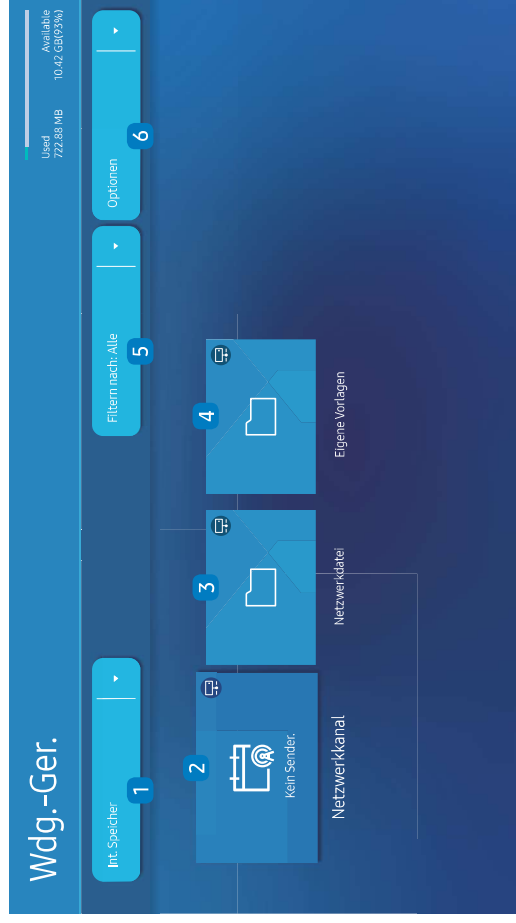 Wdg.-Ger.
Used
722.88 MB
Available
10.42 GB(93%)
Int. Speicher
1
Filtern nach: Alle
5
Optionen
6
2
Kein Sender.
Netzwerkkanal
3
Netzwerkdatei
4
Eigene Vorlagen